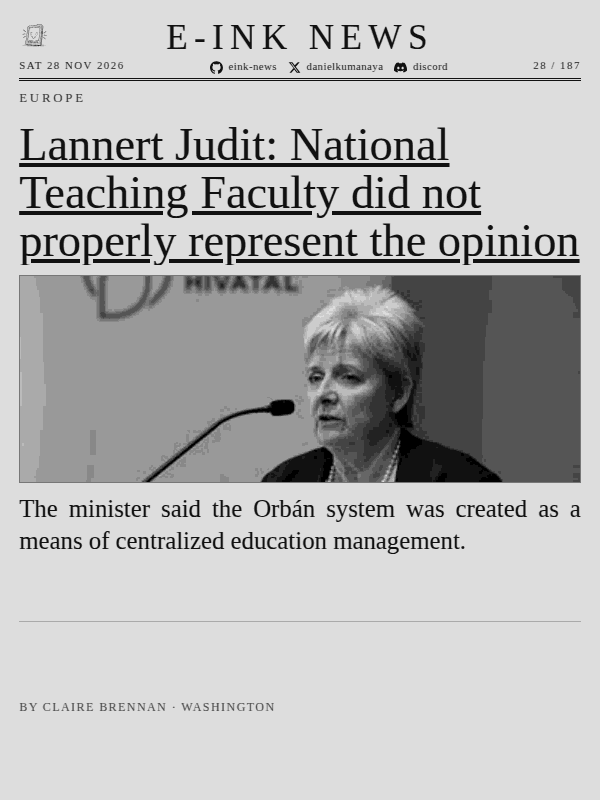 E-INK NEWS
SAT 28 NOV 2026
eink-news danielkumanaya discord
28 / 187
EUROPE
Lannert Judit: National
Teaching Faculty did not
properly represent the opinion
HIVATAL
The minister said the Orbán system was created as a
means of centralized education management.
BY CLAIRE BRENNAN · WASHINGTON